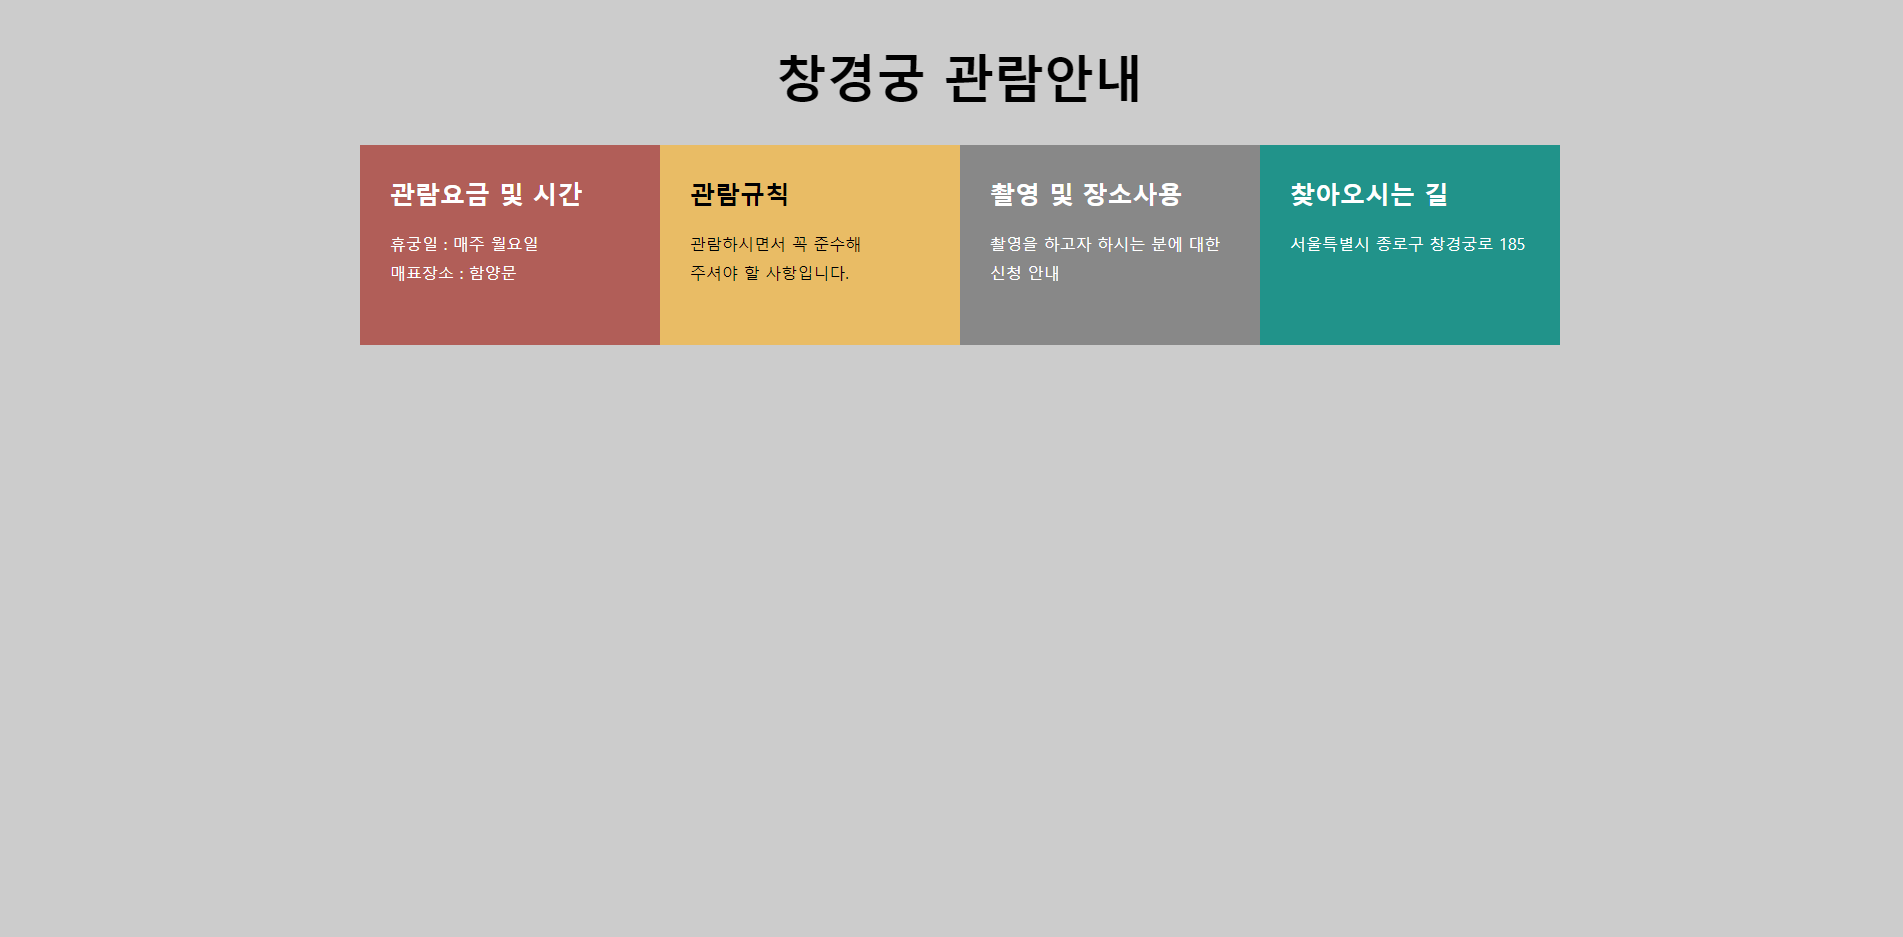 창경궁 관람안내
관람요금 및 시간
휴궁일 : 매주 월요일
매표장소 : 함양문
관람규칙
관람하시면서 꼭 준수해
주셔야 할 사항입니다.
촬영 및 장소사용
촬영을 하고자 하시는 분에 대한
신청 안내
찾아오시는 길
서울특별시 종로구 창경궁로 185